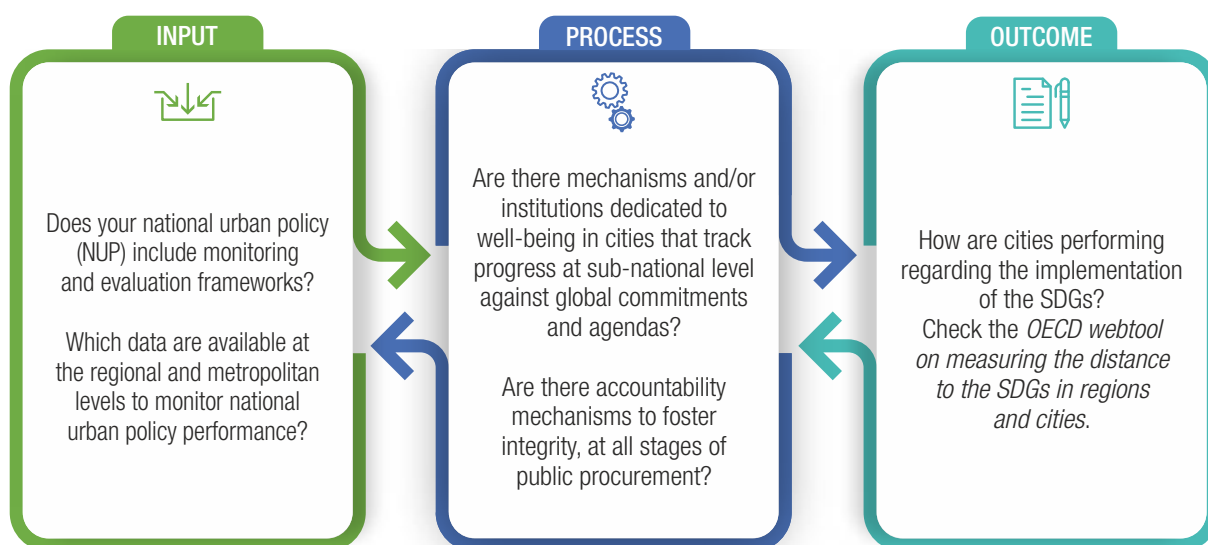 INPUT
Does your national urban policy
(NUP) include monitoring
and evaluation frameworks?
Which data are available at
the regional and metropolitan
levels to monitor national
urban policy performance?
PROCESS
Are there mechanisms and/or
institutions dedicated to
well-being in cities that track
progress at sub-national level
against global commitments
and agendas?
Are there accountability
mechanisms to foster
integrity, at all stages of
public procurement?
OUTCOME
How are cities performing
regarding the implementation
of the SDGs?
Check the OECD webtool
on measuring the distance
to the SDGs in regions
and cities.